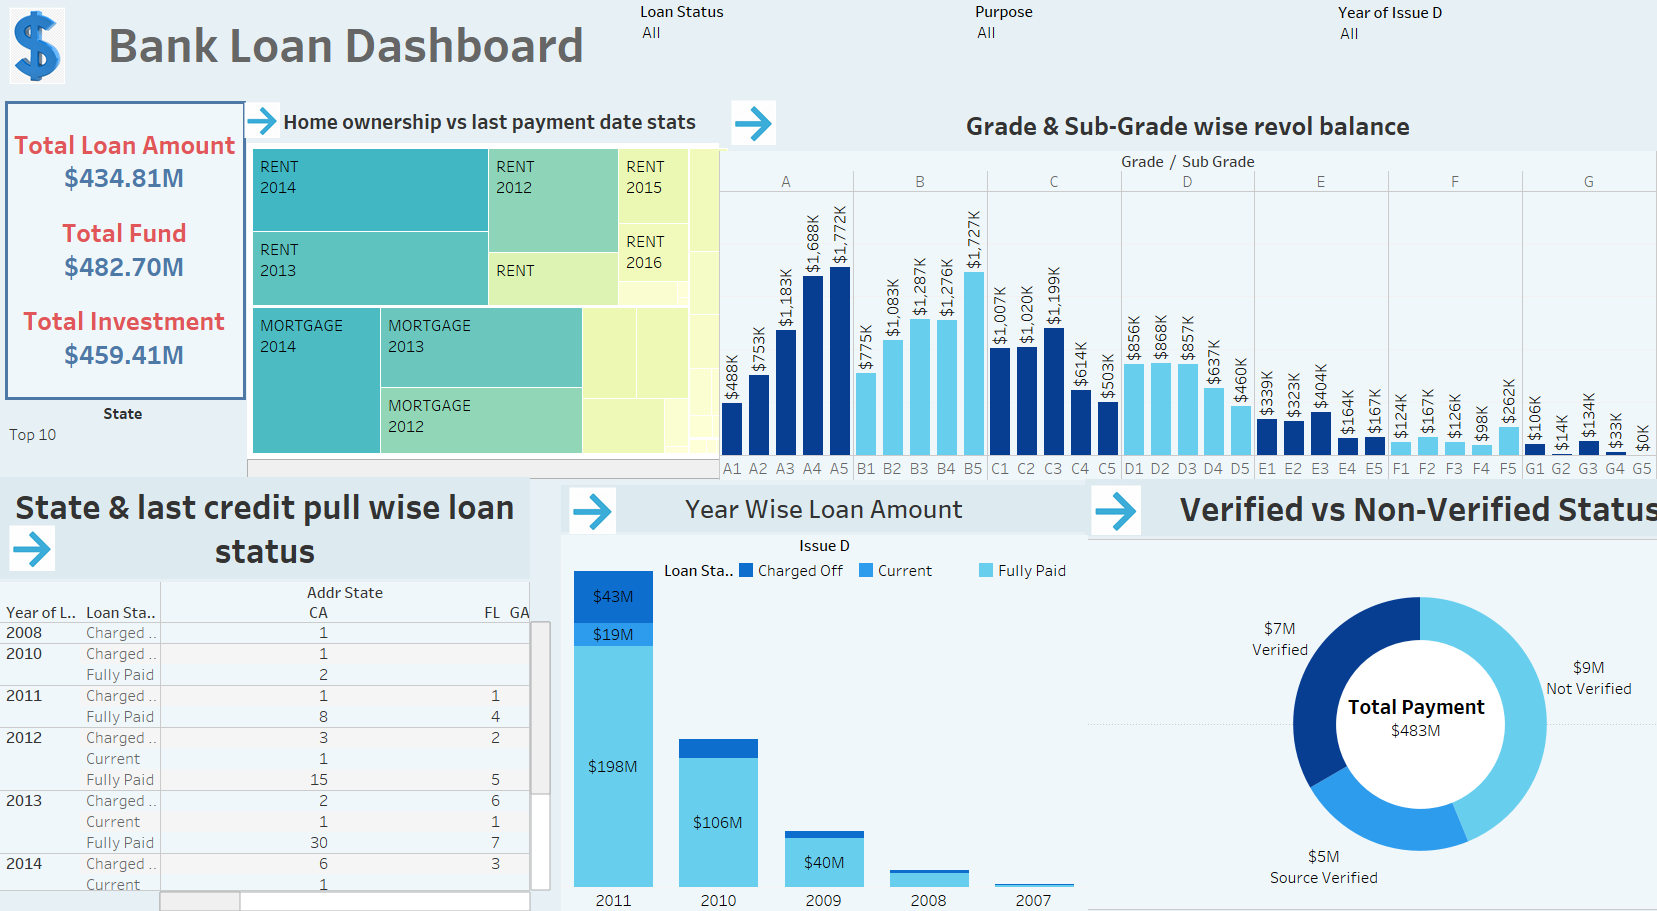 Bank Loan Dashboard
Loan Status
All
Purpose
All
Year of Issue D
All
Total Loan Amount
$434.81M
Total Fund
$482.70M
Total Investment
$459.41M
State
Top 10
Home ownership vs last payment date stats
RENT
2014
RENT
2012
RENT
2015
RENT
2013
RENT
RENT
2016
MORTGAGE
2014
MORTGAGE
2013
MORTGAGE
2012
Grade & Sub-Grade wise revol balance
Grade / Sub Grade
A B C D E F G
$488K $753K $1,183K $1,688K $1,772K $775K $1,083K $1,287K $1,276K $1,727K $1,007K $1,020K $1,199K $614K $503K $856K $868K $857K $637K $460K $339K $323K $404K $164K $167K $124K $167K $126K $98K $262K $106K $14K $134K $33K $0K
A1 A2 A3 A4 A5 B1 B2 B3 B4 B5 C1 C2 C3 C4 C5 D1 D2 D3 D4 D5 E1 E2 E3 E4 E5 F1 F2 F3 F4 F5 G1 G2 G3 G4 G5
State & last credit pull wise loan
status
Addr State
Year of L.. Loan Sta.. CA FL GA
2008 Charged .. 1
2010 Charged .. 1
Fully Paid 2
2011 Charged .. 1 1
Fully Paid 8 4
2012 Charged .. 3 2
Current 1
Fully Paid 15 5
2013 Charged .. 2 6
Current 1 1
Fully Paid 30 7
2014 Charged .. 6 3
Current 1
Year Wise Loan Amount
Issue D
Loan Sta.. Charged Off Current Fully Paid
$43M
$19M
$198M
$106M
$40M
2011 2010 2009 2008 2007
Verified vs Non-Verified Status
$7M
Verified
$9M
Not Verified
Total Payment
$483M
$5M
Source Verified